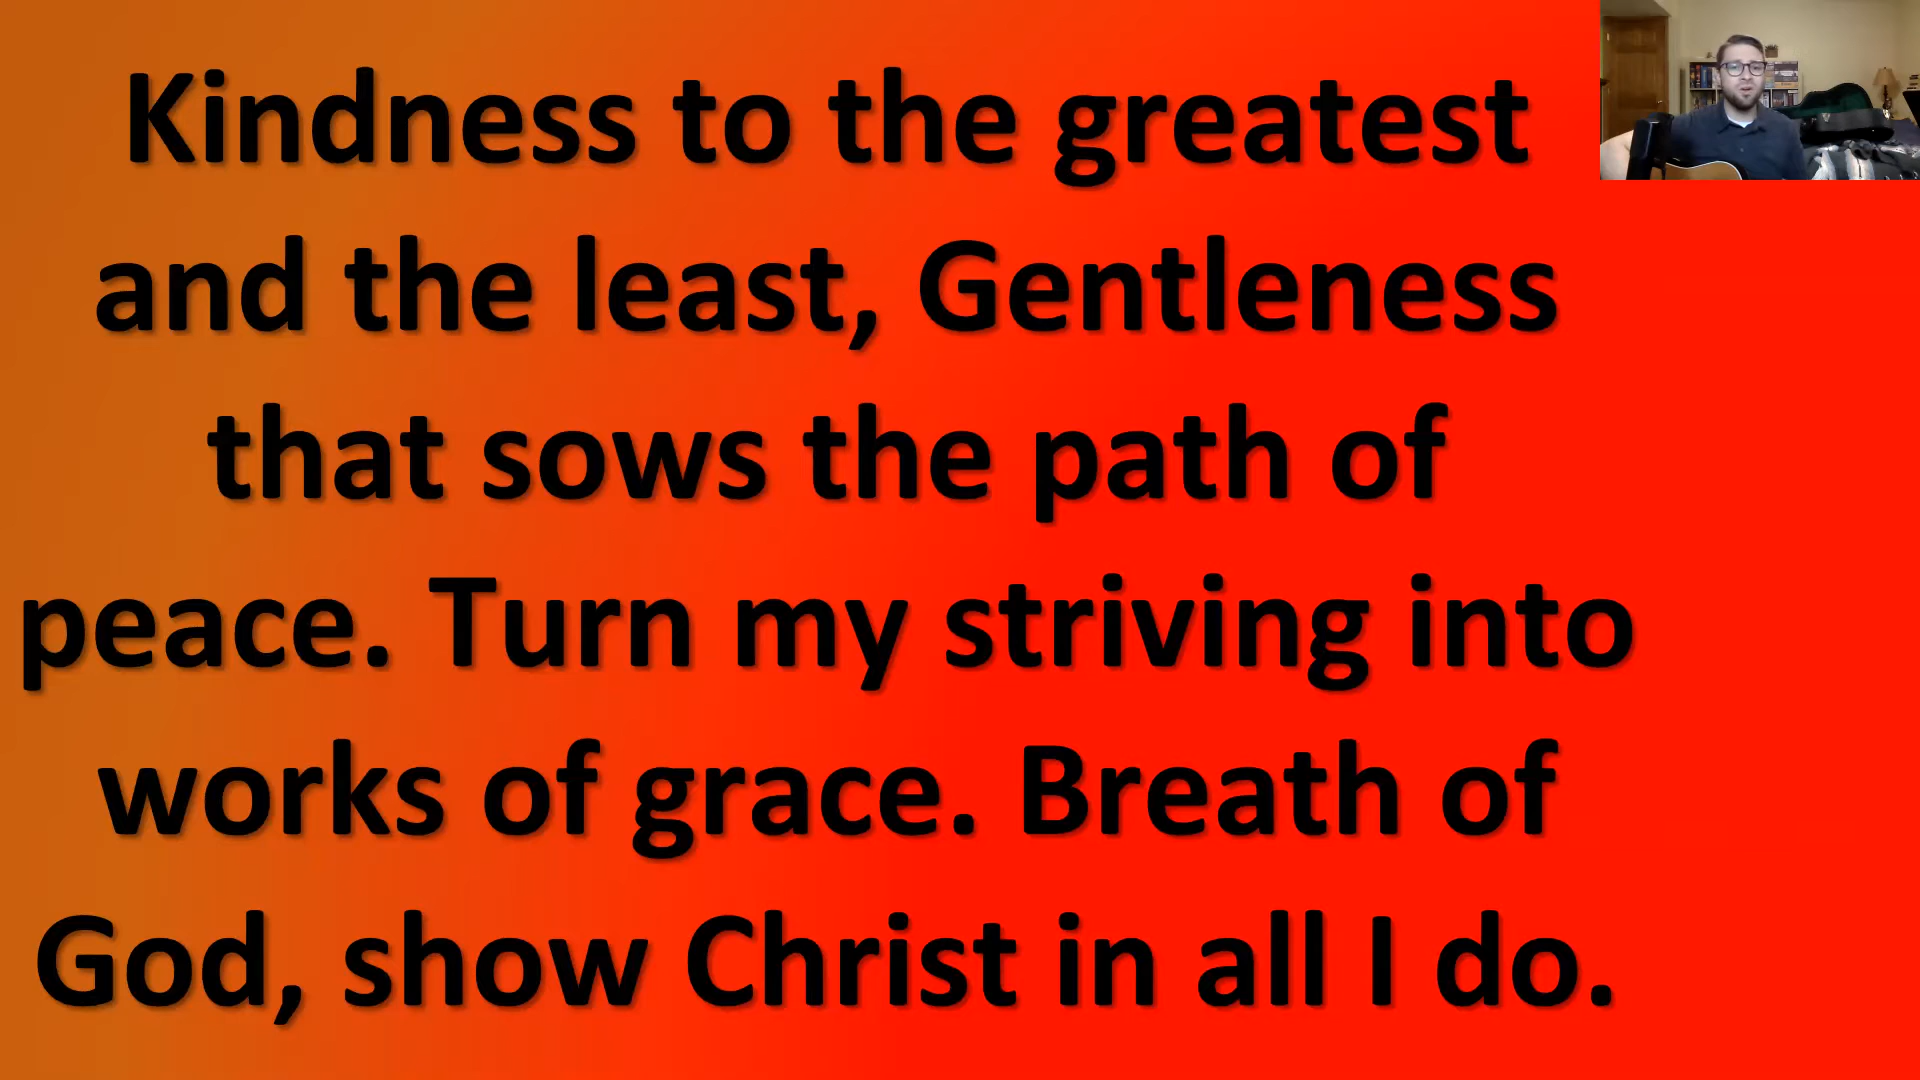 Kindness to the greatest
and the least, Gentleness
that sows the path of
peace. Turn my striving into
works of grace. Breath of
God, show Christ in all I do.